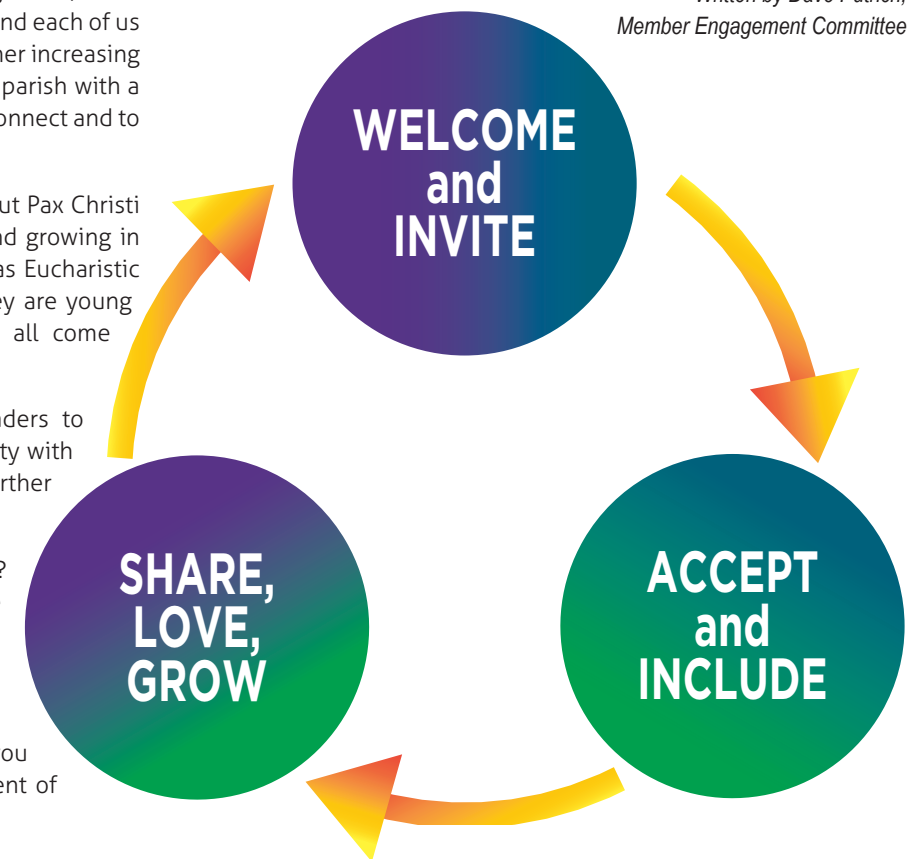 Member Engagement Committee
nd each of us
her increasing
parish with a
onnect and to
ut Pax Christi
nd growing in
as Eucharistic
ey are young
all come
aders to
ty with
rther
?
ou
ent of
WELCOME
and
INVITE
ACCEPT
and
INCLUDE
SHARE,
LOVE,
GROW